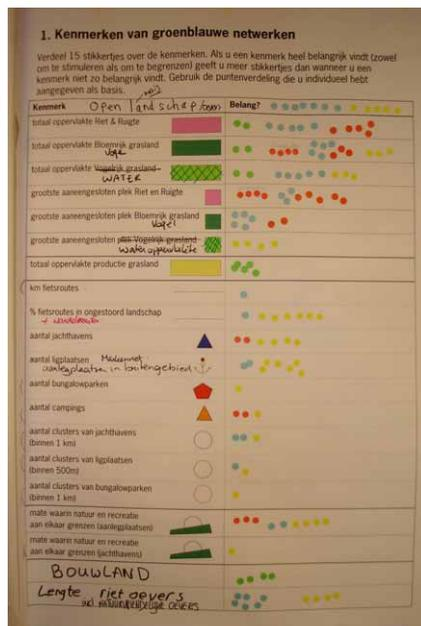 1. Kenmerken van groenblauwe netwerken
Verdeel 15 stikkertjes over de kenmerken. Als u een kenmerk heel belangrijk vindt (zowel
om te stimuleren als om te begrenzen) geeft u meer stikkertjes dan wanneer u een
kenmerk niet zo belangrijk vindt. Gebruik de puntenverdeling die u individueel hebt
aangegeven als basis.
Kenmerk Open landschap Belang?
totaal oppervlakte Riet & Ruigte
totaal oppervlakte Bloemrijk grasland
Vogel
totaal oppervlakte Vogelrijk grasland
WATER
grootste aaneengesloten plek Riet en Ruigte
grootste aaneengesloten plek Bloemrijk grasland
Vogel
grootste aaneengesloten plek Vogelrijk grasland
wateroppervlakte
totaal oppervlakte productie grasland
km fietsroutes
% fietsroutes in ongestoord landschap
aantal jachthavens
aantal ligplaatsen
aanlegplaatsen in buitengebied
aantal bungalowparken
aantal campings
aantal clusters van jachthavens
(binnen 1 km)
aantal clusters van ligplaatsen
(binnen 500m)
aantal clusters van bungalowparken
(binnen 1 km)
mate waarin natuur en recreatie
aan elkaar grenzen (aanlegplaatsen)
mate waarin natuur en recreatie
aan elkaar grenzen (jachthavens)
BOUWLAND
Lengte riet oevers
incl natuurvriendelijke oevers